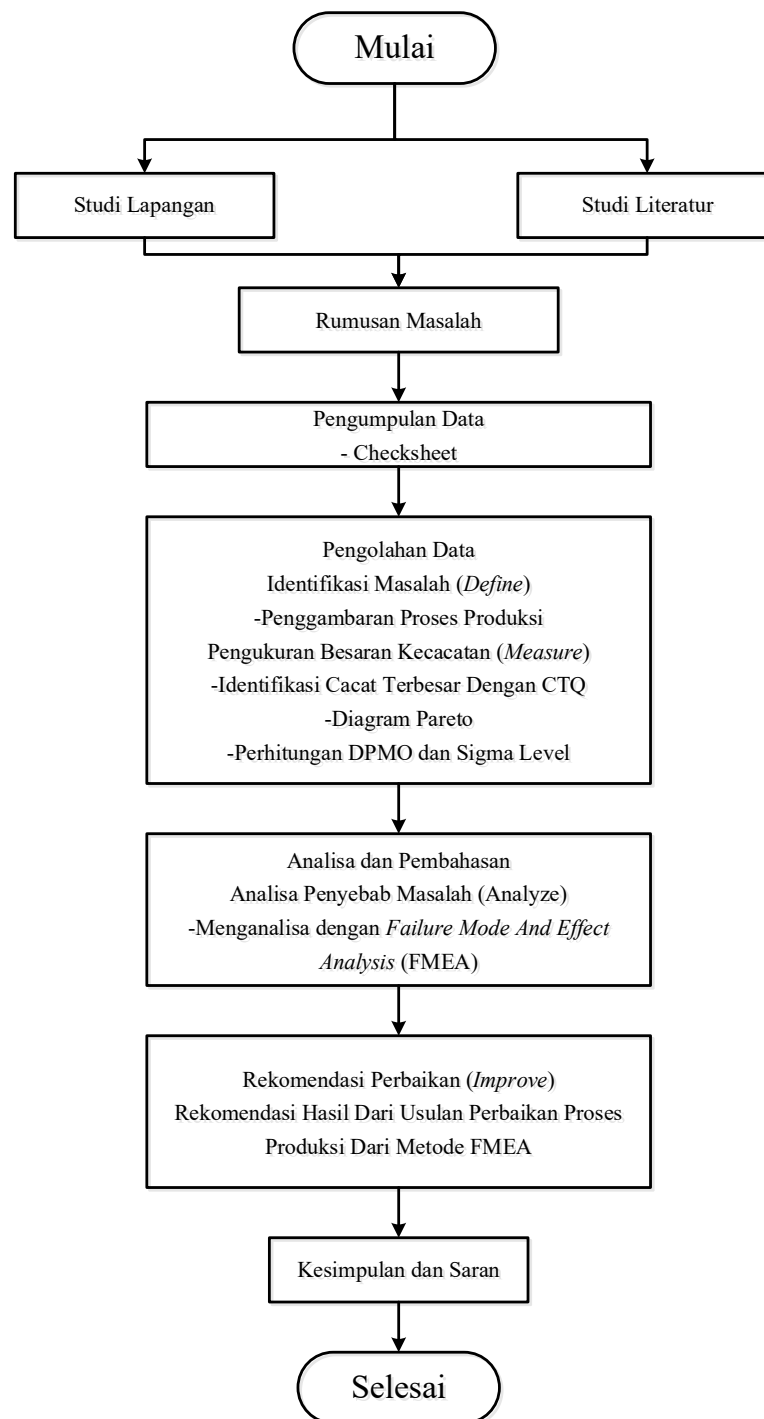 Mulai
Studi Lapangan
Studi Literatur
Rumusan Masalah
Pengumpulan Data
- Checksheet
Pengolahan Data
Identifikasi Masalah (Define)
-Penggambaran Proses Produksi
Pengukuran Besaran Kecacatan (Measure)
-Identifikasi Cacat Terbesar Dengan CTQ
-Diagram Pareto
-Perhitungan DPMO dan Sigma Level
Analisa dan Pembahasan
Analisa Penyebab Masalah (Analyze)
-Menganalisa dengan Failure Mode And Effect
Analysis (FMEA)
Rekomendasi Perbaikan (Improve)
Rekomendasi Hasil Dari Usulan Perbaikan Proses
Produksi Dari Metode FMEA
Kesimpulan dan Saran
Selesai